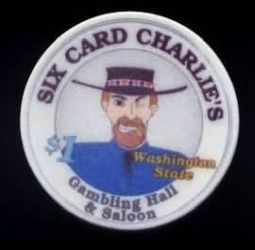 SIX CARD CHARLIE'S
$1
Washington
State
Gambling Hall
& Saloon